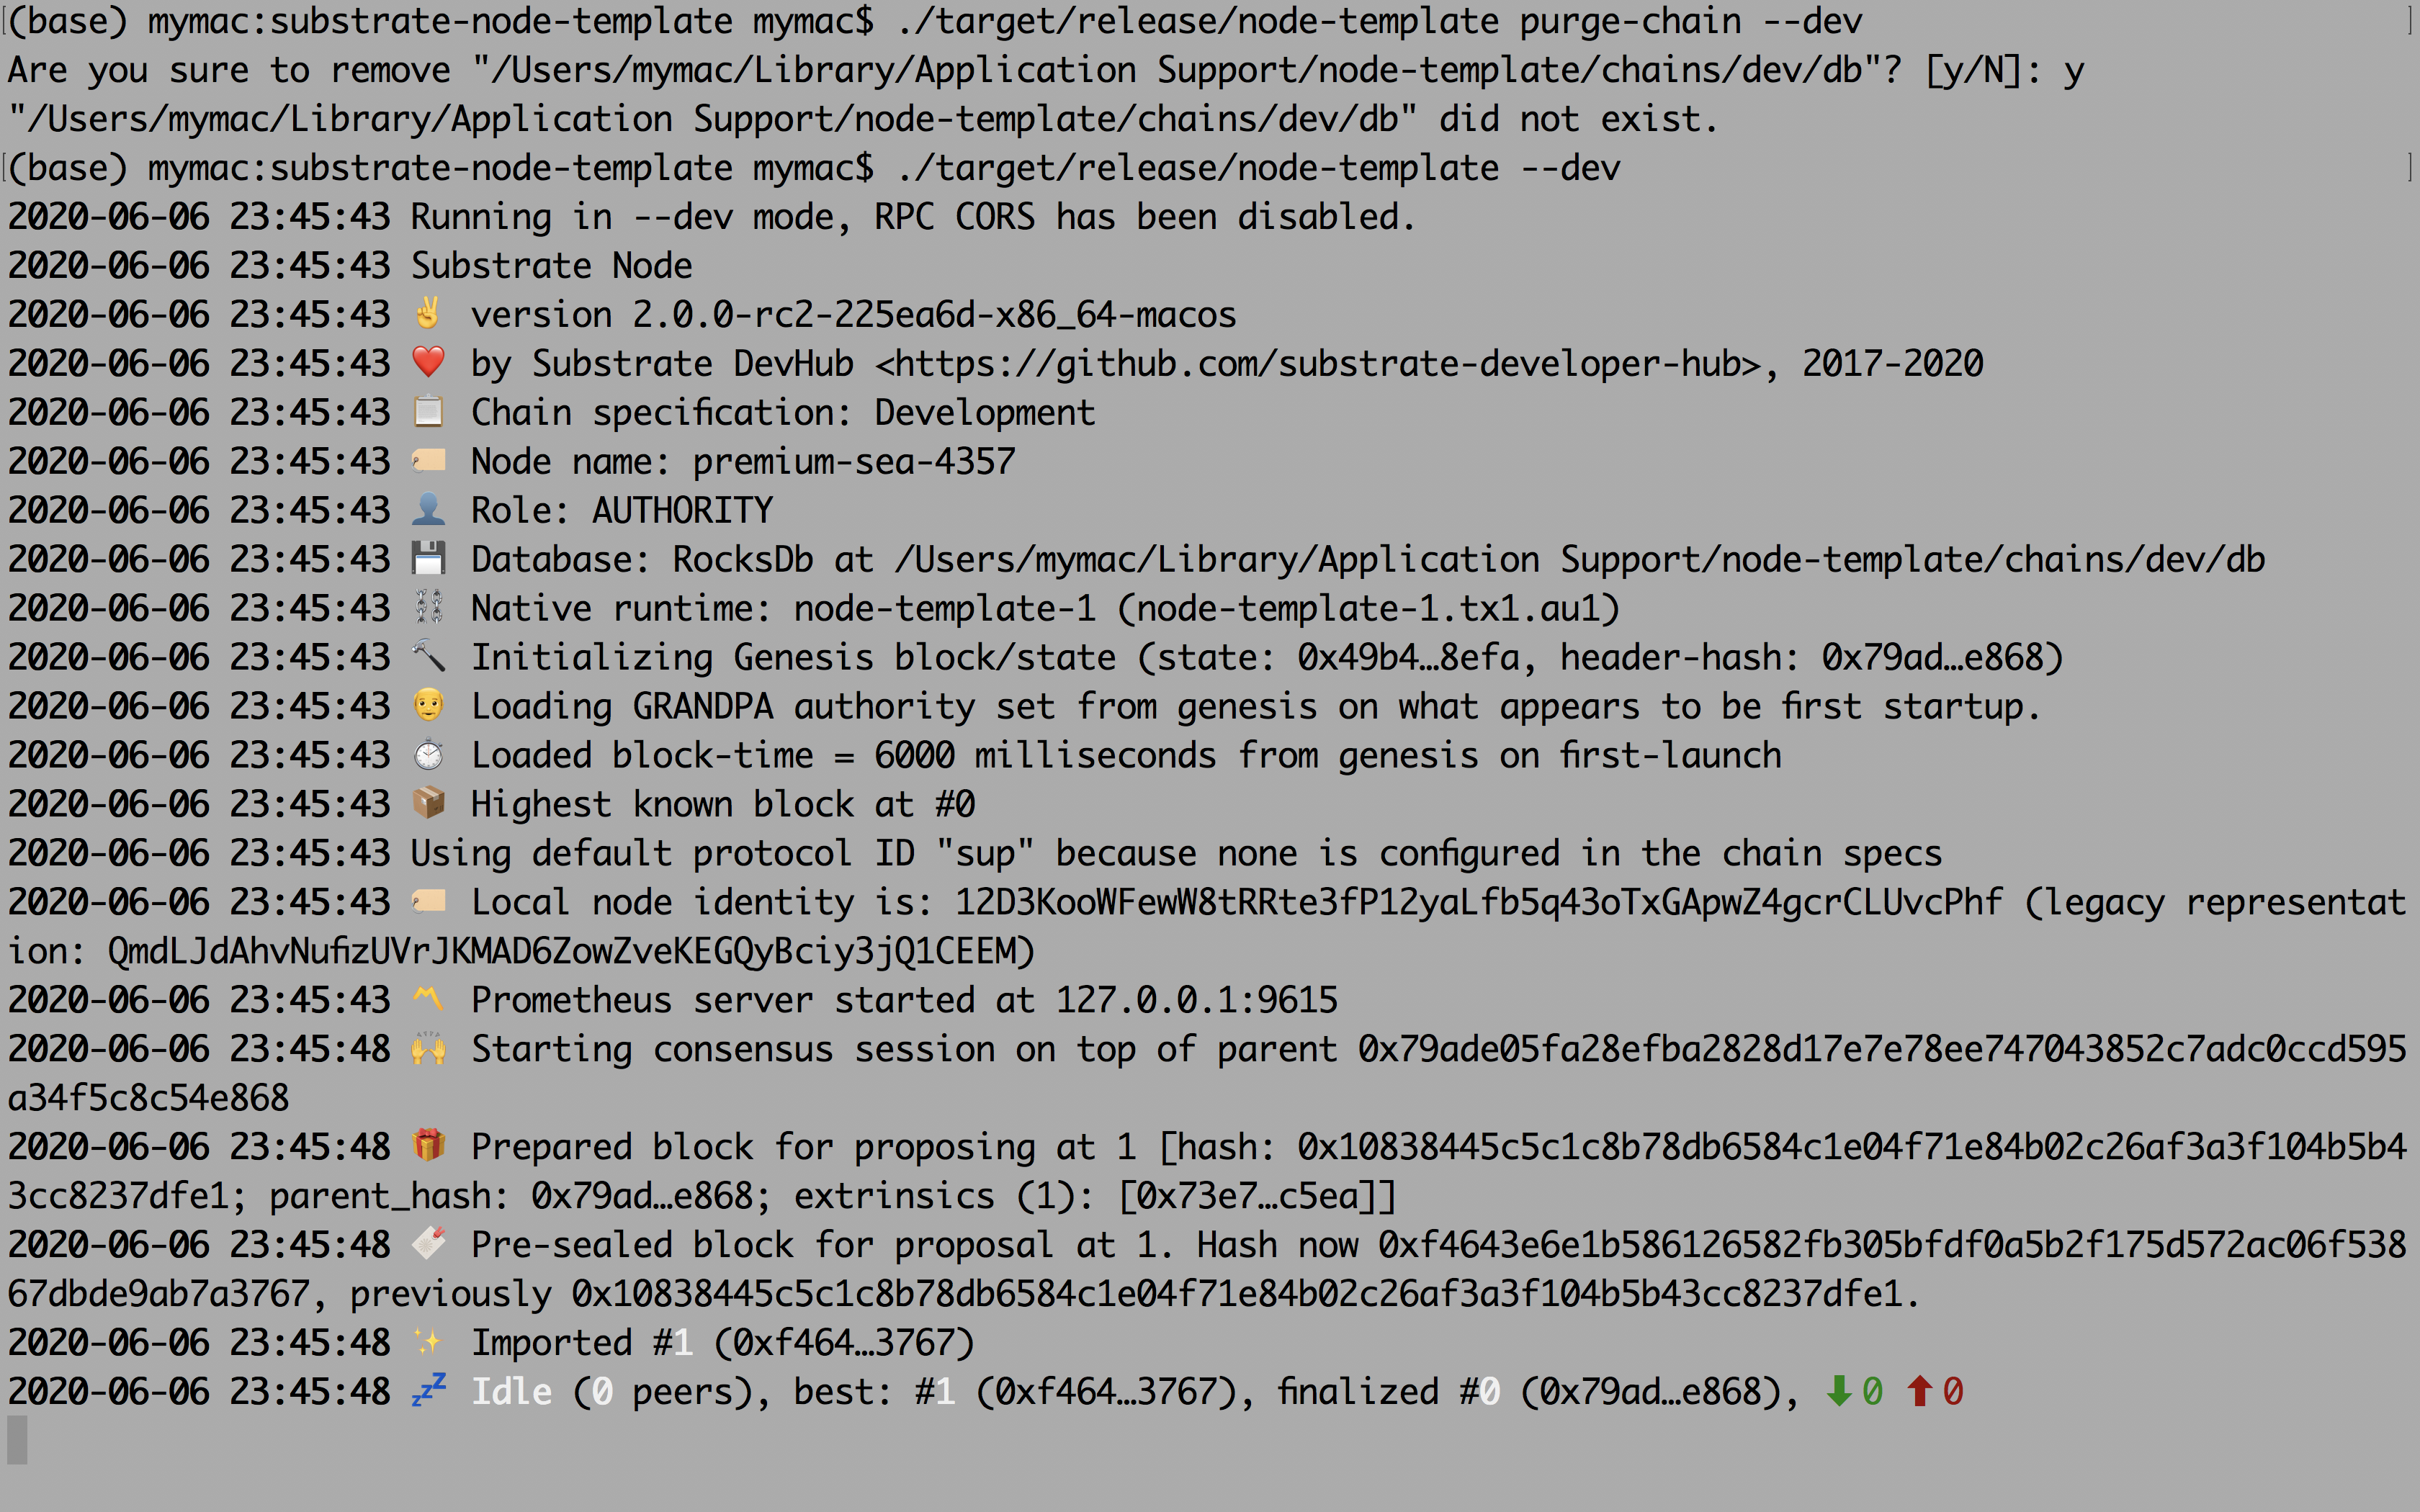 (base) mymac:substrate-node-template mymac$ ./target/release/node-template purge-chain --dev
Are you sure to remove "/Users/mymac/Library/Application Support/node-template/chains/dev/db"? [y/N]: y
"/Users/mymac/Library/Application Support/node-template/chains/dev/db" did not exist.
(base) mymac:substrate-node-template mymac$ ./target/release/node-template --dev
2020-06-06 23:45:43 Running in --dev mode, RPC CORS has been disabled.
2020-06-06 23:45:43 Substrate Node
2020-06-06 23:45:43 ✌️ version 2.0.0-rc2-225ea6d-x86_64-macos
2020-06-06 23:45:43 ❤️ by Substrate DevHub <https://github.com/substrate-developer-hub>, 2017-2020
2020-06-06 23:45:43 📋 Chain specification: Development
2020-06-06 23:45:43 🏷 Node name: premium-sea-4357
2020-06-06 23:45:43 👤 Role: AUTHORITY
2020-06-06 23:45:43 💾 Database: RocksDb at /Users/mymac/Library/Application Support/node-template/chains/dev/db
2020-06-06 23:45:43 ⛓ Native runtime: node-template-1 (node-template-1.tx1.au1)
2020-06-06 23:45:43 🔨 Initializing Genesis block/state (state: 0x49b4…8efa, header-hash: 0x79ad…e868)
2020-06-06 23:45:43 👴 Loading GRANDPA authority set from genesis on what appears to be first startup.
2020-06-06 23:45:43 ⏱ Loaded block-time = 6000 milliseconds from genesis on first-launch
2020-06-06 23:45:43 📦 Highest known block at #0
2020-06-06 23:45:43 Using default protocol ID "sup" because none is configured in the chain specs
2020-06-06 23:45:43 🏷 Local node identity is: 12D3KooWFewW8tRRte3fP12yaLfb5q43oTxGApwZ4gcrCLUvcPhf (legacy representat
ion: QmdLJdAhvNufizUVrJKMAD6ZowZveKEGQyBciy3jQ1CEEM)
2020-06-06 23:45:43 〽️ Prometheus server started at 127.0.0.1:9615
2020-06-06 23:45:48 🙌 Starting consensus session on top of parent 0x79ade05fa28efba2828d17e7e78ee747043852c7adc0ccd595
a34f5c8c54e868
2020-06-06 23:45:48 🎁 Prepared block for proposing at 1 [hash: 0x10838445c5c1c8b78db6584c1e04f71e84b02c26af3a3f104b5b4
3cc8237dfe1; parent_hash: 0x79ad…e868; extrinsics (1): [0x73e7…c5ea]]
2020-06-06 23:45:48 🔖 Pre-sealed block for proposal at 1. Hash now 0xf4643e6e1b586126582fb305bfdf0a5b2f175d572ac06f538
67dbde9ab7a3767, previously 0x10838445c5c1c8b78db6584c1e04f71e84b02c26af3a3f104b5b43cc8237dfe1.
2020-06-06 23:45:48 ✨ Imported #1 (0xf464…3767)
2020-06-06 23:45:48 💤 Idle (0 peers), best: #1 (0xf464…3767), finalized #0 (0x79ad…e868), ⬇ 0 ⬆ 0